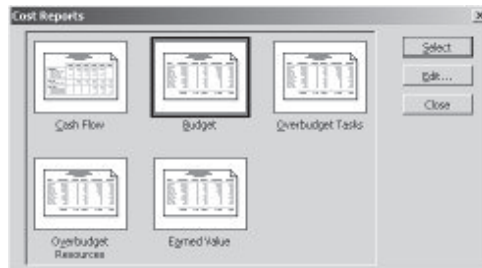 Cost Reports
Select
Edit...
Close
Cash Flow
Budget
Overbudget Tasks
Overbudget
Resources
Earned Value